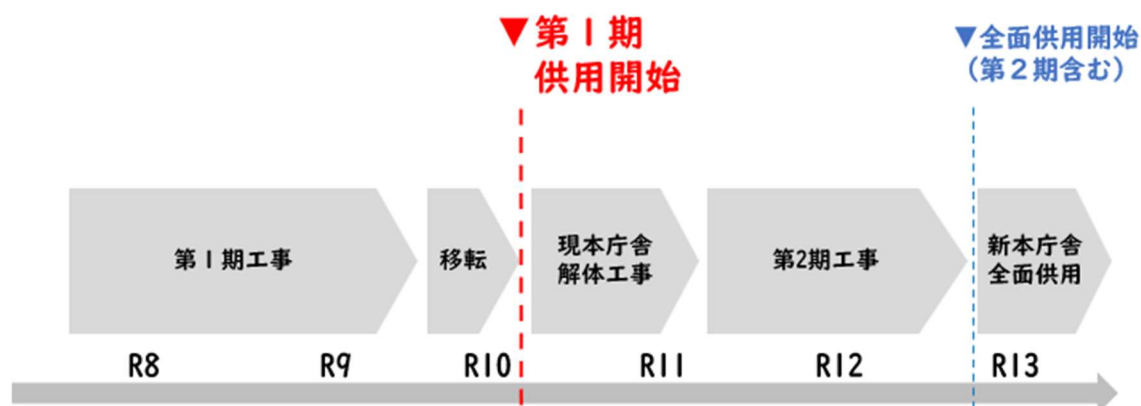 ▼第1期
供用開始
▼全面供用開始
(第2期含む)
第1期工事
移転
現本庁舎
解体工事
第2期工事
新本庁舎
全面供用
R8
R9
R10
R11
R12
R13